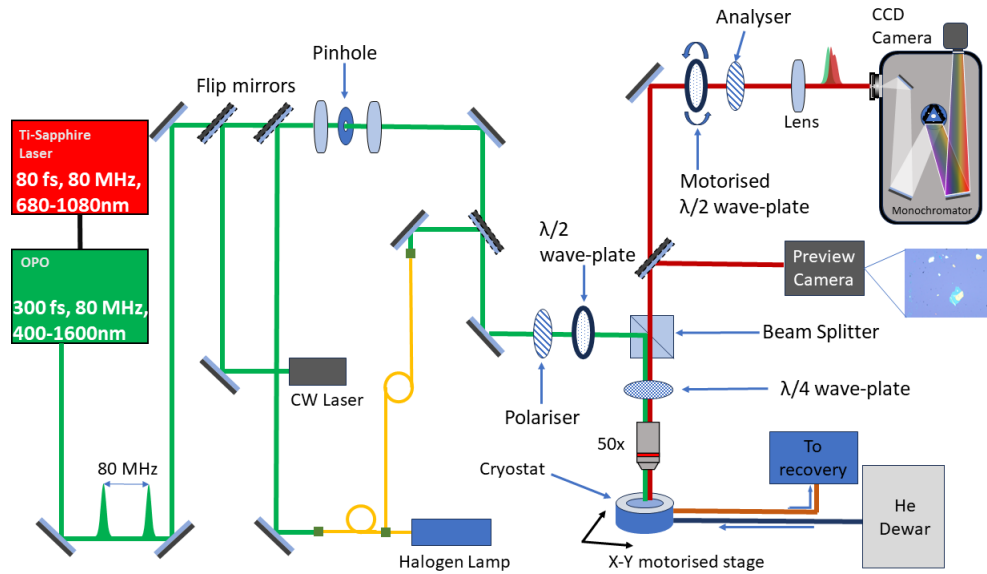 Analyser
CCD
Camera
Pinhole
Flip mirrors
Ti-Sapphire
Laser
80 fs, 80 MHz,
680-1080nm
Lens
Motorised
λ/2 wave-plate
Monochromator
OPO
300 fs, 80 MHz,
400-1600nm
λ/2
wave-plate
Preview
Camera
Beam Splitter
CW Laser
Polariser
λ/4 wave-plate
50x
80 MHz
Cryostat
To
recovery
He
Dewar
Halogen Lamp
X-Y motorised stage